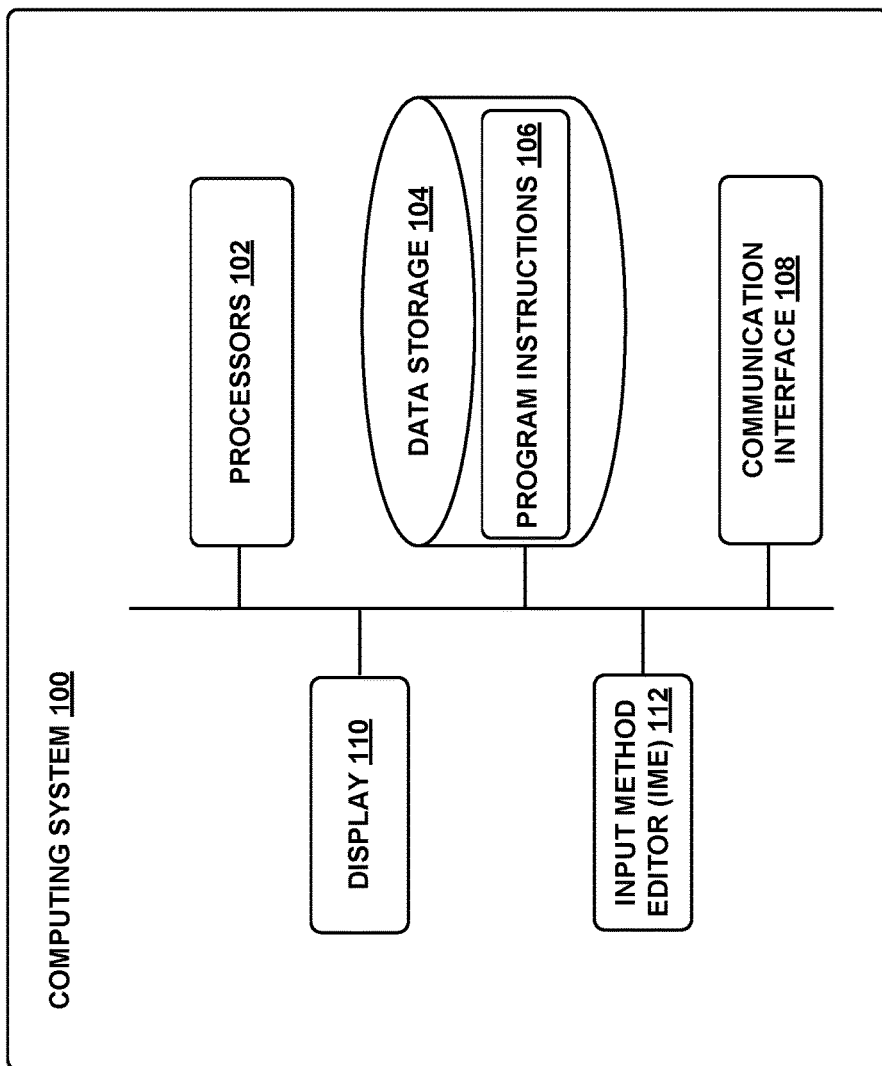 COMPUTING SYSTEM 100
DISPLAY 110
INPUT METHOD
EDITOR (IME) 112
PROCESSORS 102
DATA STORAGE 104
PROGRAM INSTRUCTIONS 106
COMMUNICATION
INTERFACE 108